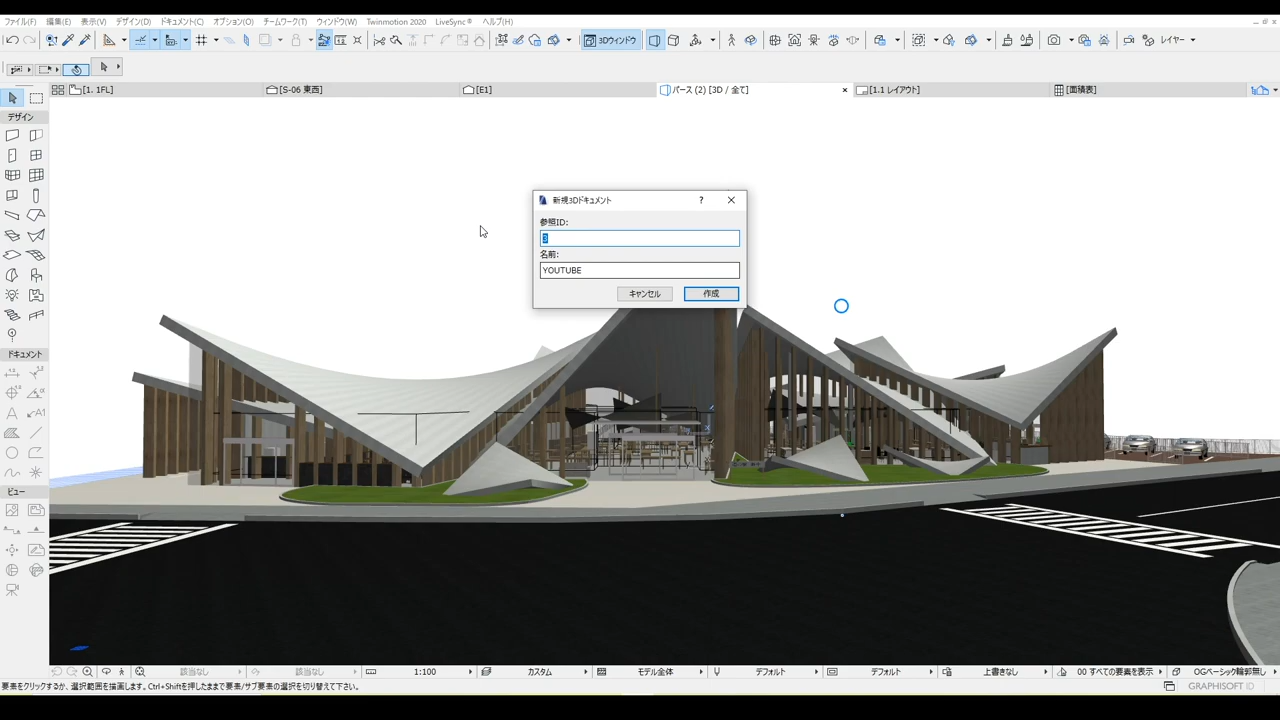 ファイル(F) 編集(E) 表示(V) デザイン(D) ドキュメント(C) オプション(O) チームワーク(T) ウィンドウ(W) Twinmotion 2020 LiveSync® ヘルプ(H)
3Dウィンドウ
レイヤー
[1. 1FL] [S-06 東西] [E1] パース (2) [3D / 全て] [1.1 レイアウト] [面積表]
デザイン
新規3Dドキュメント
参照ID:
3
名前:
YOUTUBE
キャンセル 作成
ドキュメント
A
A1
ビュー
該当なし 該当なし 1:100 カスタム モデル全体 デフォルト デフォルト 上書きなし 00 すべての要素を表示 OGベーシック輪郭無し
要素をクリックするか、選択範囲を描画します。Ctrl+Shiftを押したままで要素/サブ要素の選択を切り替えて下さい。
GRAPHISOFT ID